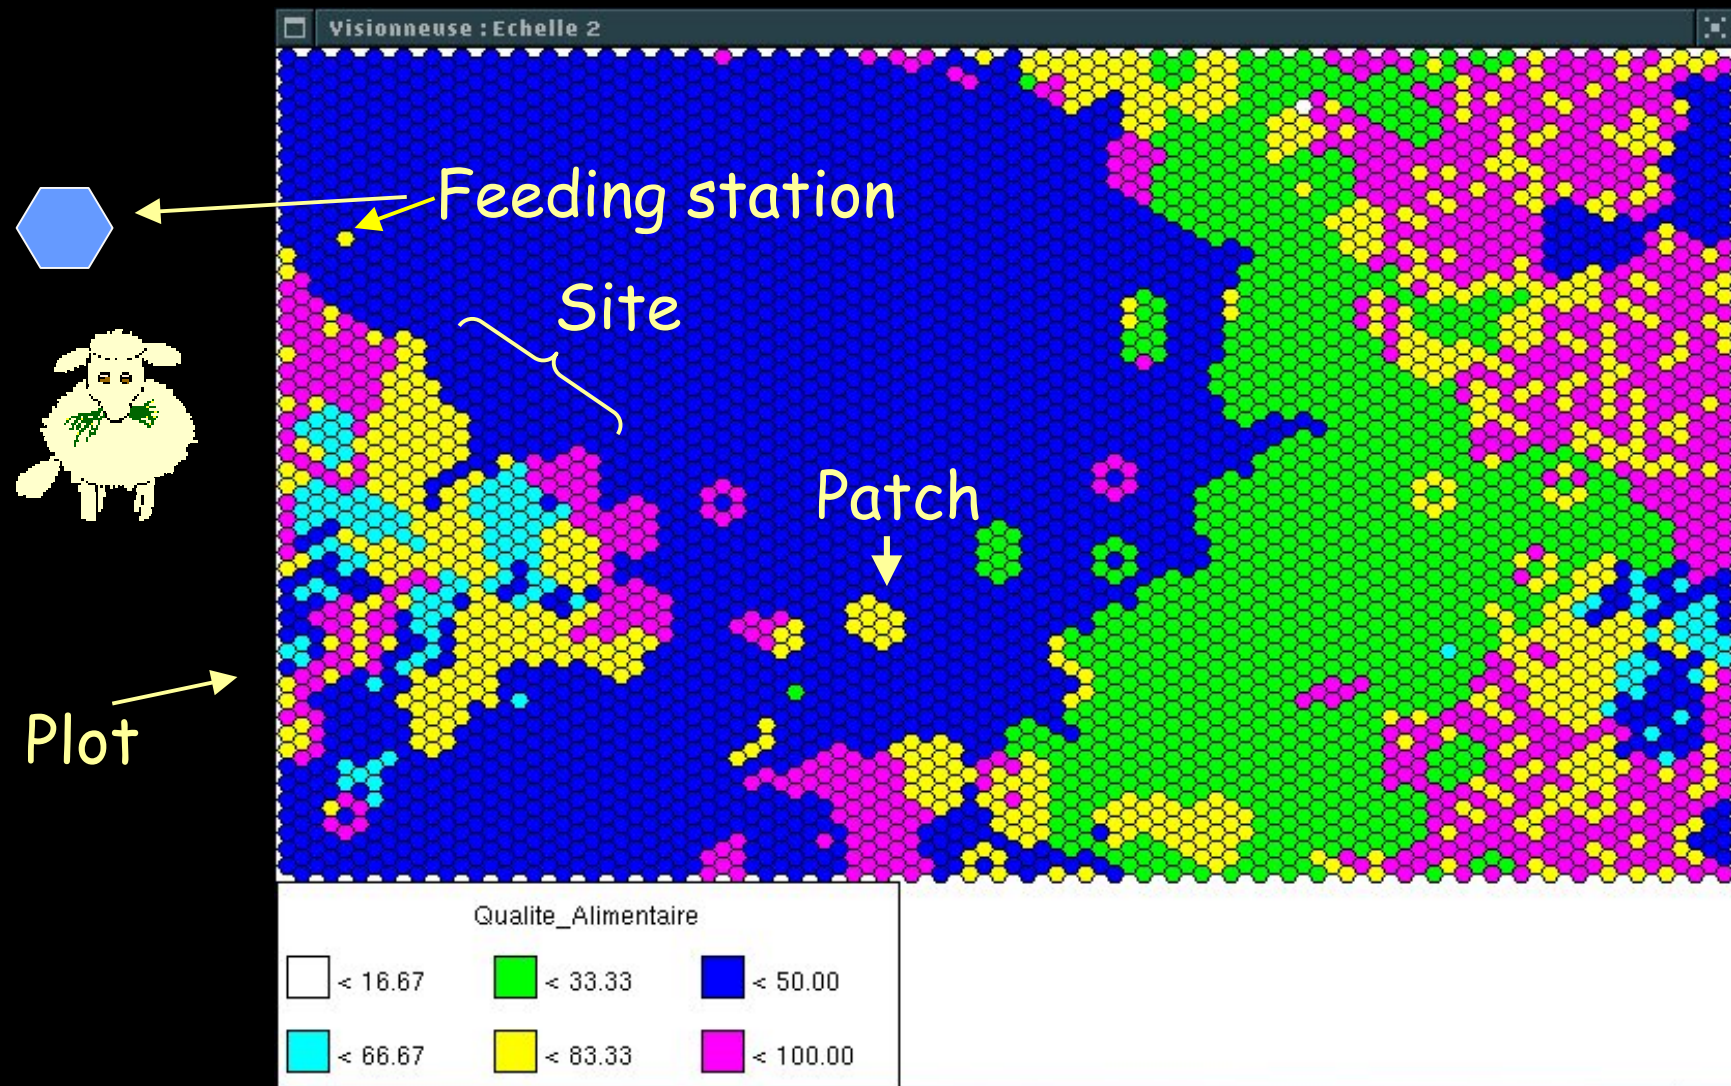 Visionneuse : Echelle 2
Feeding station
Site
Patch
Plot
Qualite_Alimentaire
< 16.67
< 33.33
< 50.00
< 66.67
< 83.33
< 100.00